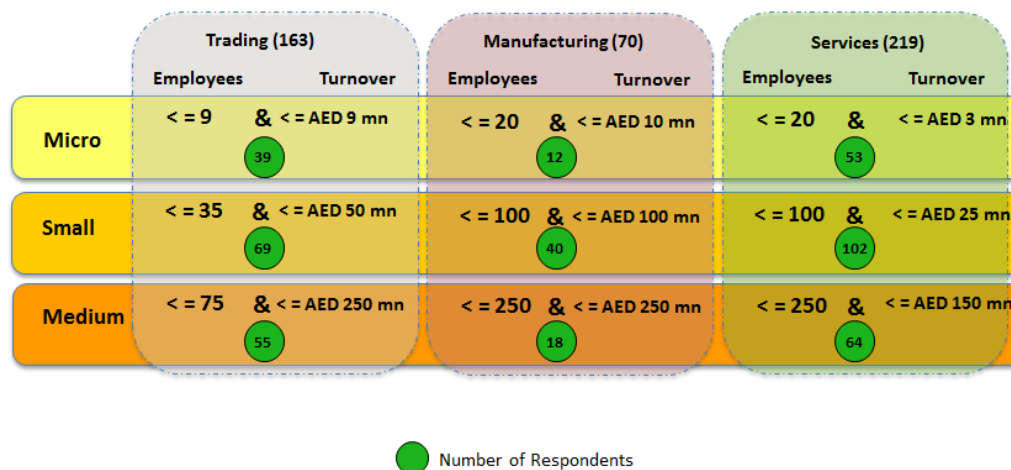 Trading (163) Manufacturing (70) Services (219)
Employees Turnover Employees Turnover Employees Turnover
Micro < = 9 & < = AED 9 mn < = 20 & < = AED 10 mn < = 20 & < = AED 3 mn
39 12 53
Small < = 35 & < = AED 50 mn < = 100 & < = AED 100 mn < = 100 & < = AED 25 mn
69 40 102
Medium < = 75 & < = AED 250 mn < = 250 & < = AED 250 mn < = 250 & < = AED 150 mn
55 18 64
Number of Respondents